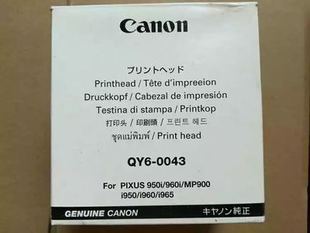 Canon
プリントヘッド
Printhead / Tête d'impreeion
Druckkopf / Cabezal de impresión
Testina di stampa / Printkop
打印头 / 印刷頭 / 프린트 헤드
ชุดแม่พิมพ์ / Print head
QY6-0043
For PIXUS 950i/960i/MP900
i950/i960/i965
GENUINE CANON キヤノン純正